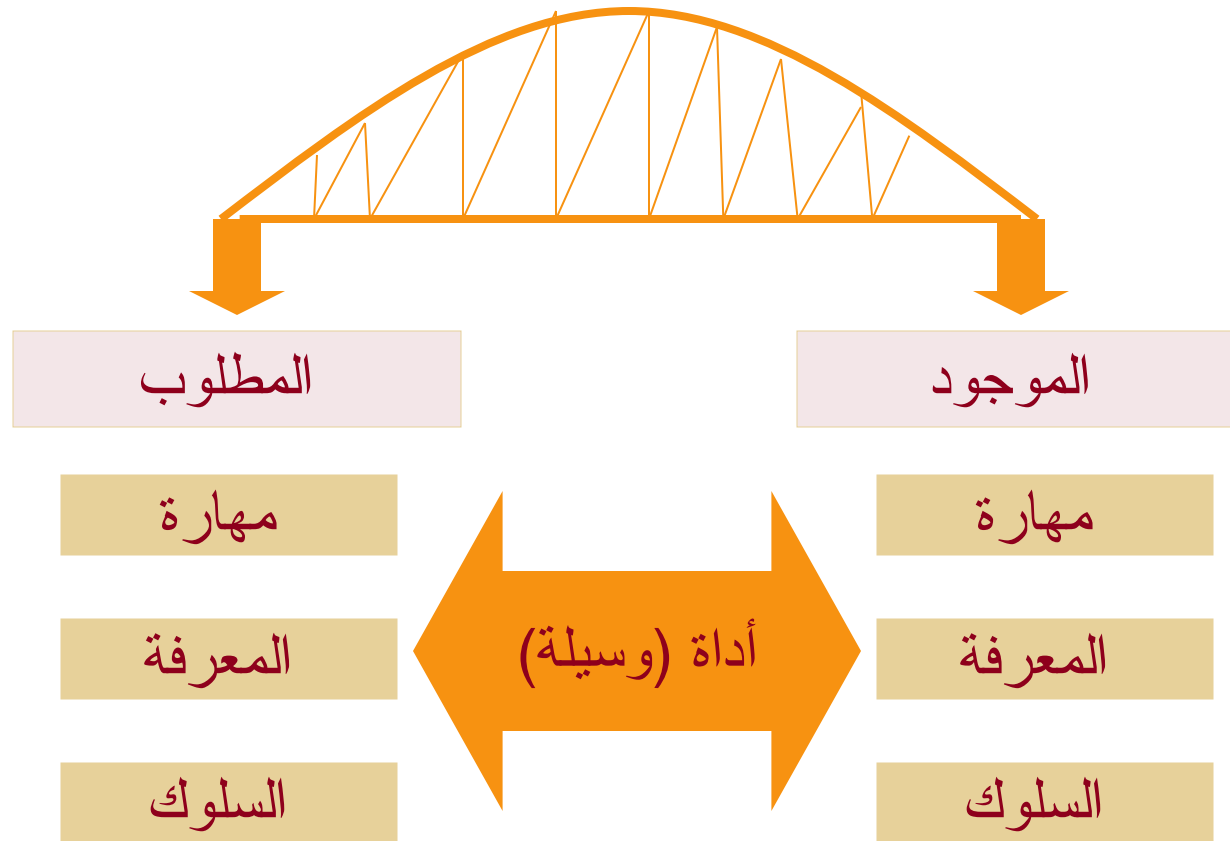 الموجود
المطلوب
مهارة
أداة (وسيلة)
مهارة
المعرفة
المعرفة
السلوك
السلوك